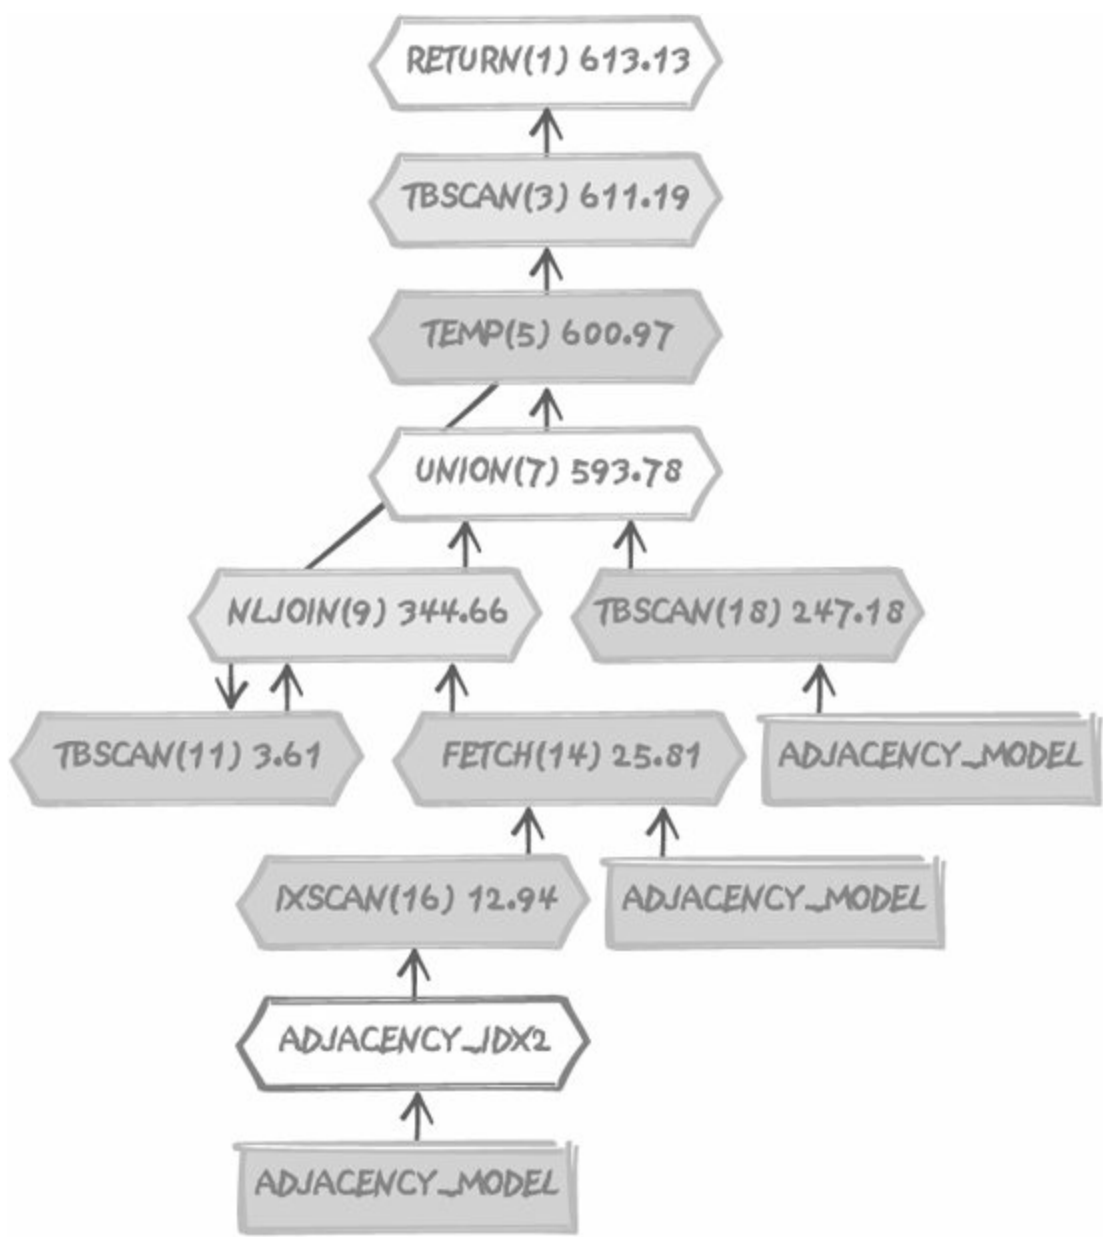 RETURN(1) 613.13
TBSCAN(3) 611.19
TEMP(5) 600.97
UNION(7) 593.78
NLJOIN(9) 344.66
TBSCAN(18) 247.18
TBSCAN(11) 3.61
FETCH(14) 25.81
ADJACENCY_MODEL
IXSCAN(16) 12.94
ADJACENCY_MODEL
ADJACENCY_IDX2
ADJACENCY_MODEL